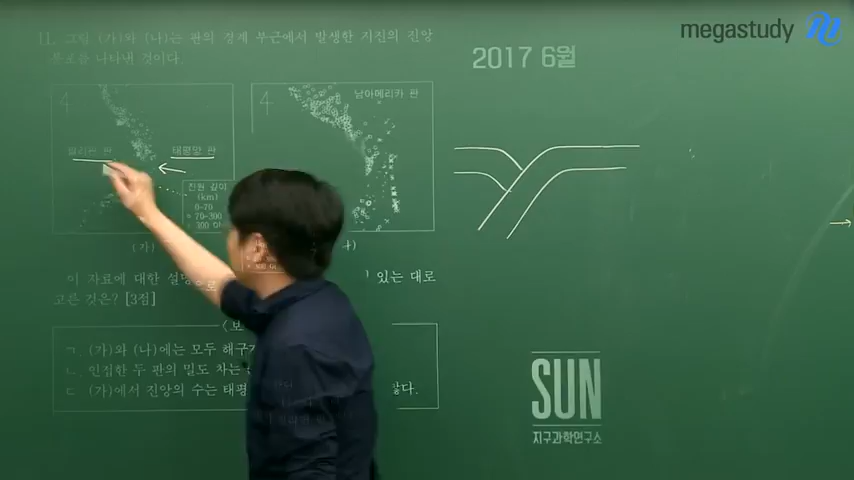 megastudy
2017 6월
11. 그림 (가)와 (나)는 판의 경계 부근에서 발생한 지진의 진앙
분포를 나타낸 것이다.
4
필리핀 판
태평양 판
4
남아메리카 판
진원 깊이
(km)
0-70
70-300
300 이
(가)
이 자료에 대한 설명으로
있는 대로
고른 것은? [3점]
<보
ㄱ. (가)와 (나)에는 모두 해구
ㄴ. 인접한 두 판의 밀도 차는
ㄷ (가)에서 진앙의 수는 태평
많다.
SUN
지구과학연구소